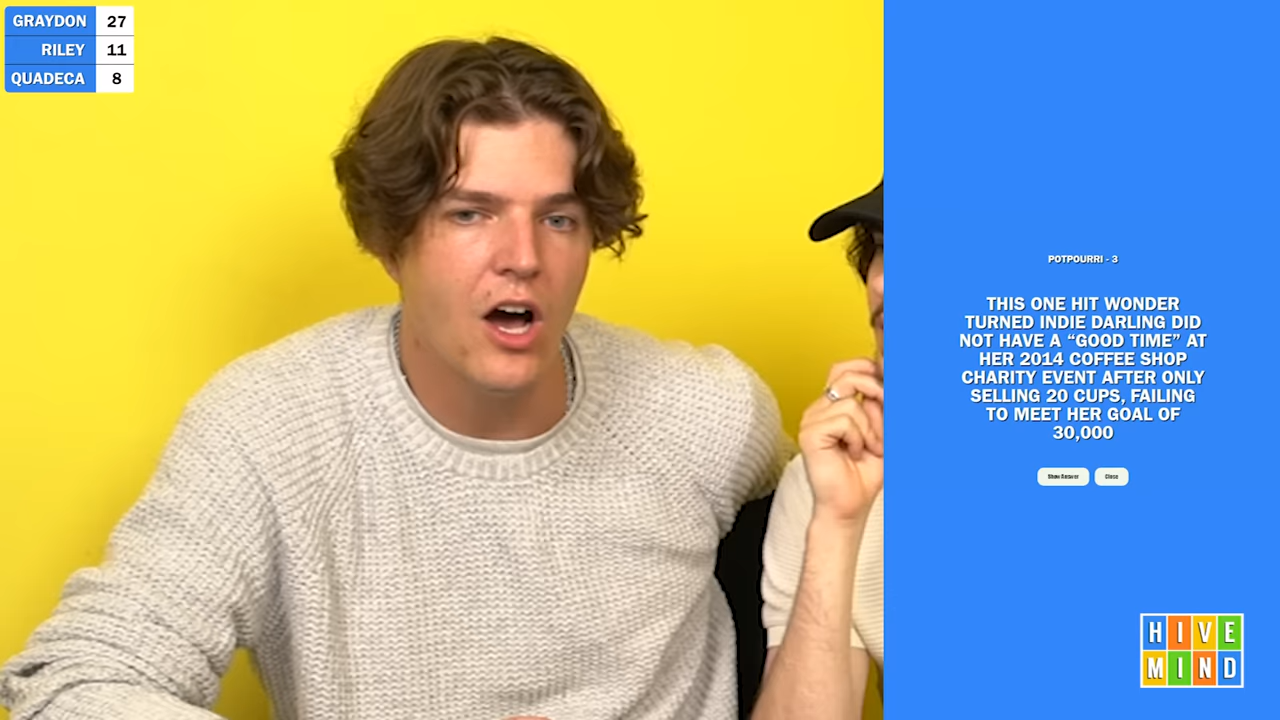 GRAYDON 27
RILEY 11
QUADECA 8
POTPOURRI - 3
THIS ONE HIT WONDER
TURNED INDIE DARLING DID
NOT HAVE A “GOOD TIME” AT
HER 2014 COFFEE SHOP
CHARITY EVENT AFTER ONLY
SELLING 20 CUPS, FAILING
TO MEET HER GOAL OF
30,000
Show Answer Close
HIVE
MIND